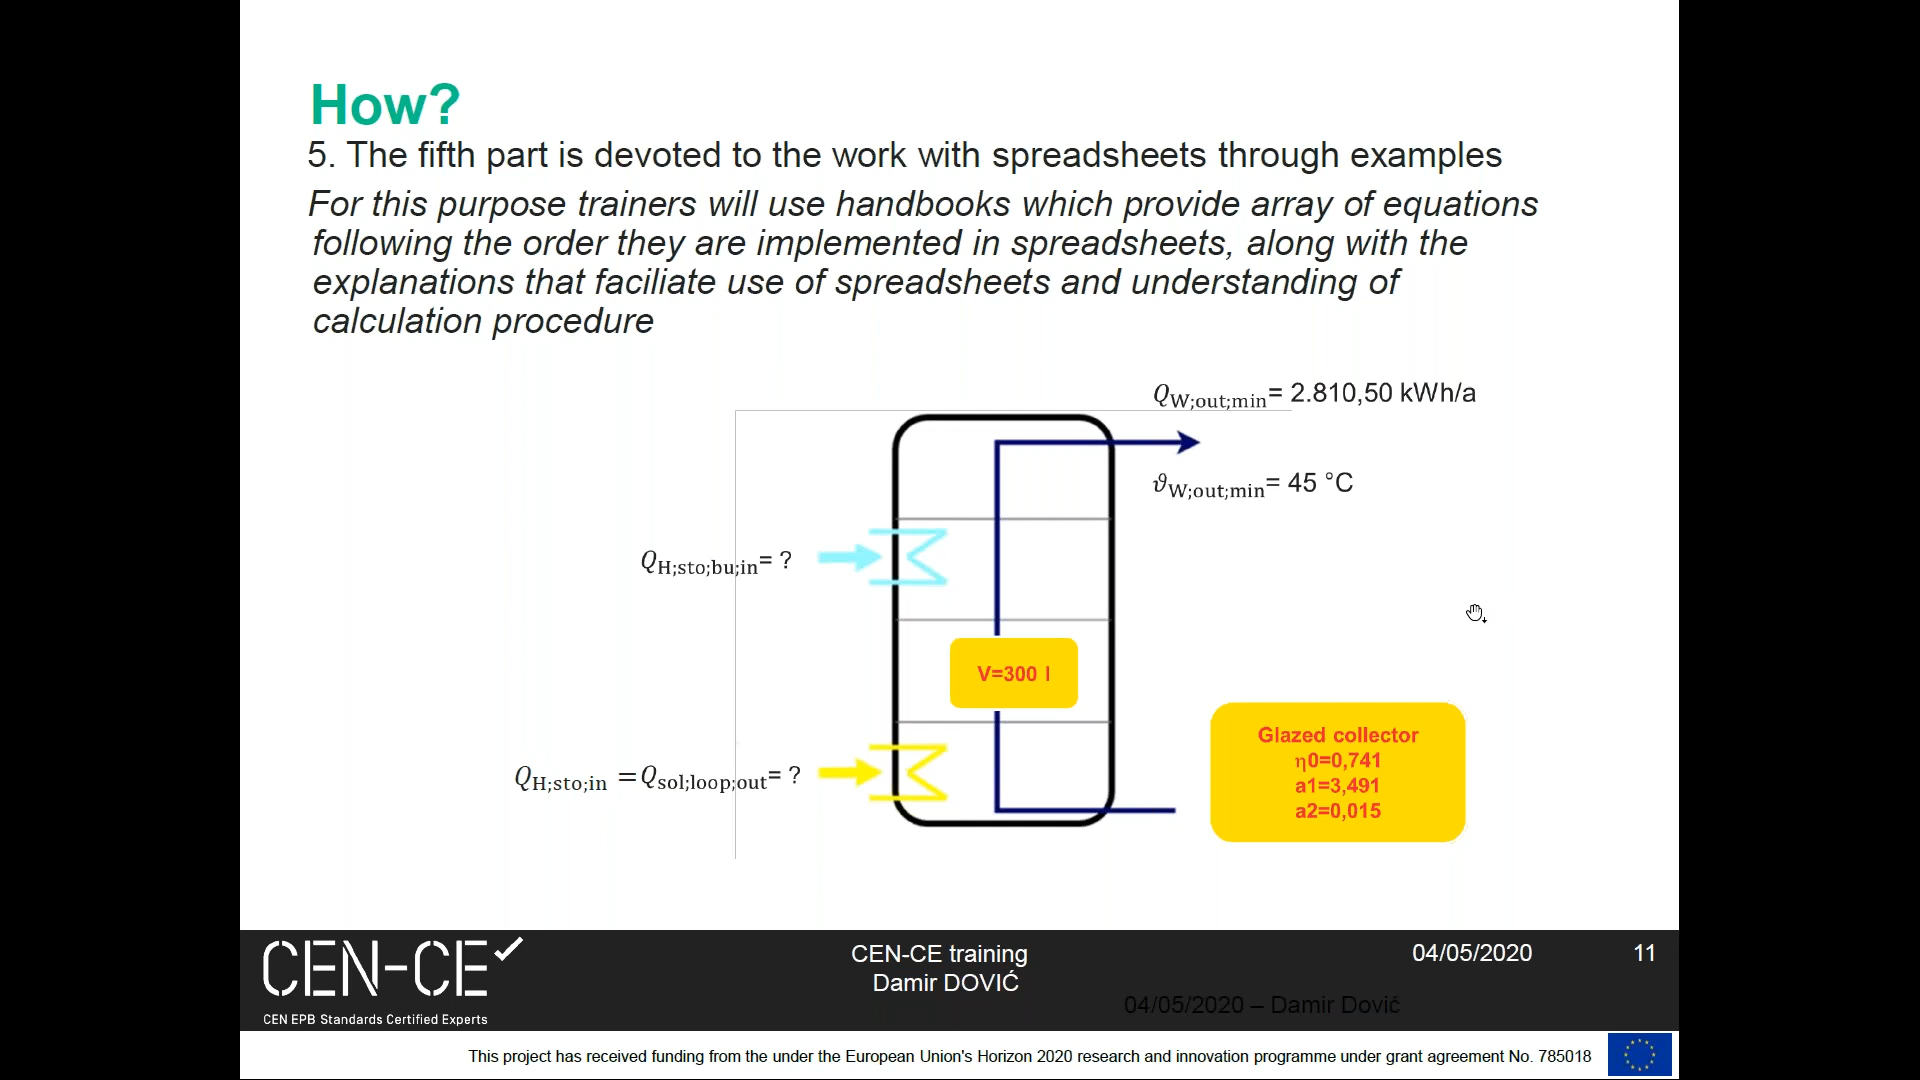 How?
5. The fifth part is devoted to the work with spreadsheets through examples
For this purpose trainers will use handbooks which provide array of equations
following the order they are implemented in spreadsheets, along with the
explanations that faciliate use of spreadsheets and understanding of
calculation procedure
Q_W;out;min= 2.810,50 kWh/a
ϑ_W;out;min= 45 °C
Q_H;sto;bu;in= ?
V=300 l
Q_H;sto;in =Q_sol;loop;out= ?
Glazed collector
η0=0,741
a1=3,491
a2=0,015
CEN-CE
CEN EPB Standards Certified Experts
CEN-CE training
Damir DOVIĆ
04/05/2020
11
04/05/2020 – Damir Dović
This project has received funding from the under the European Union's Horizon 2020 research and innovation programme under grant agreement No. 785018